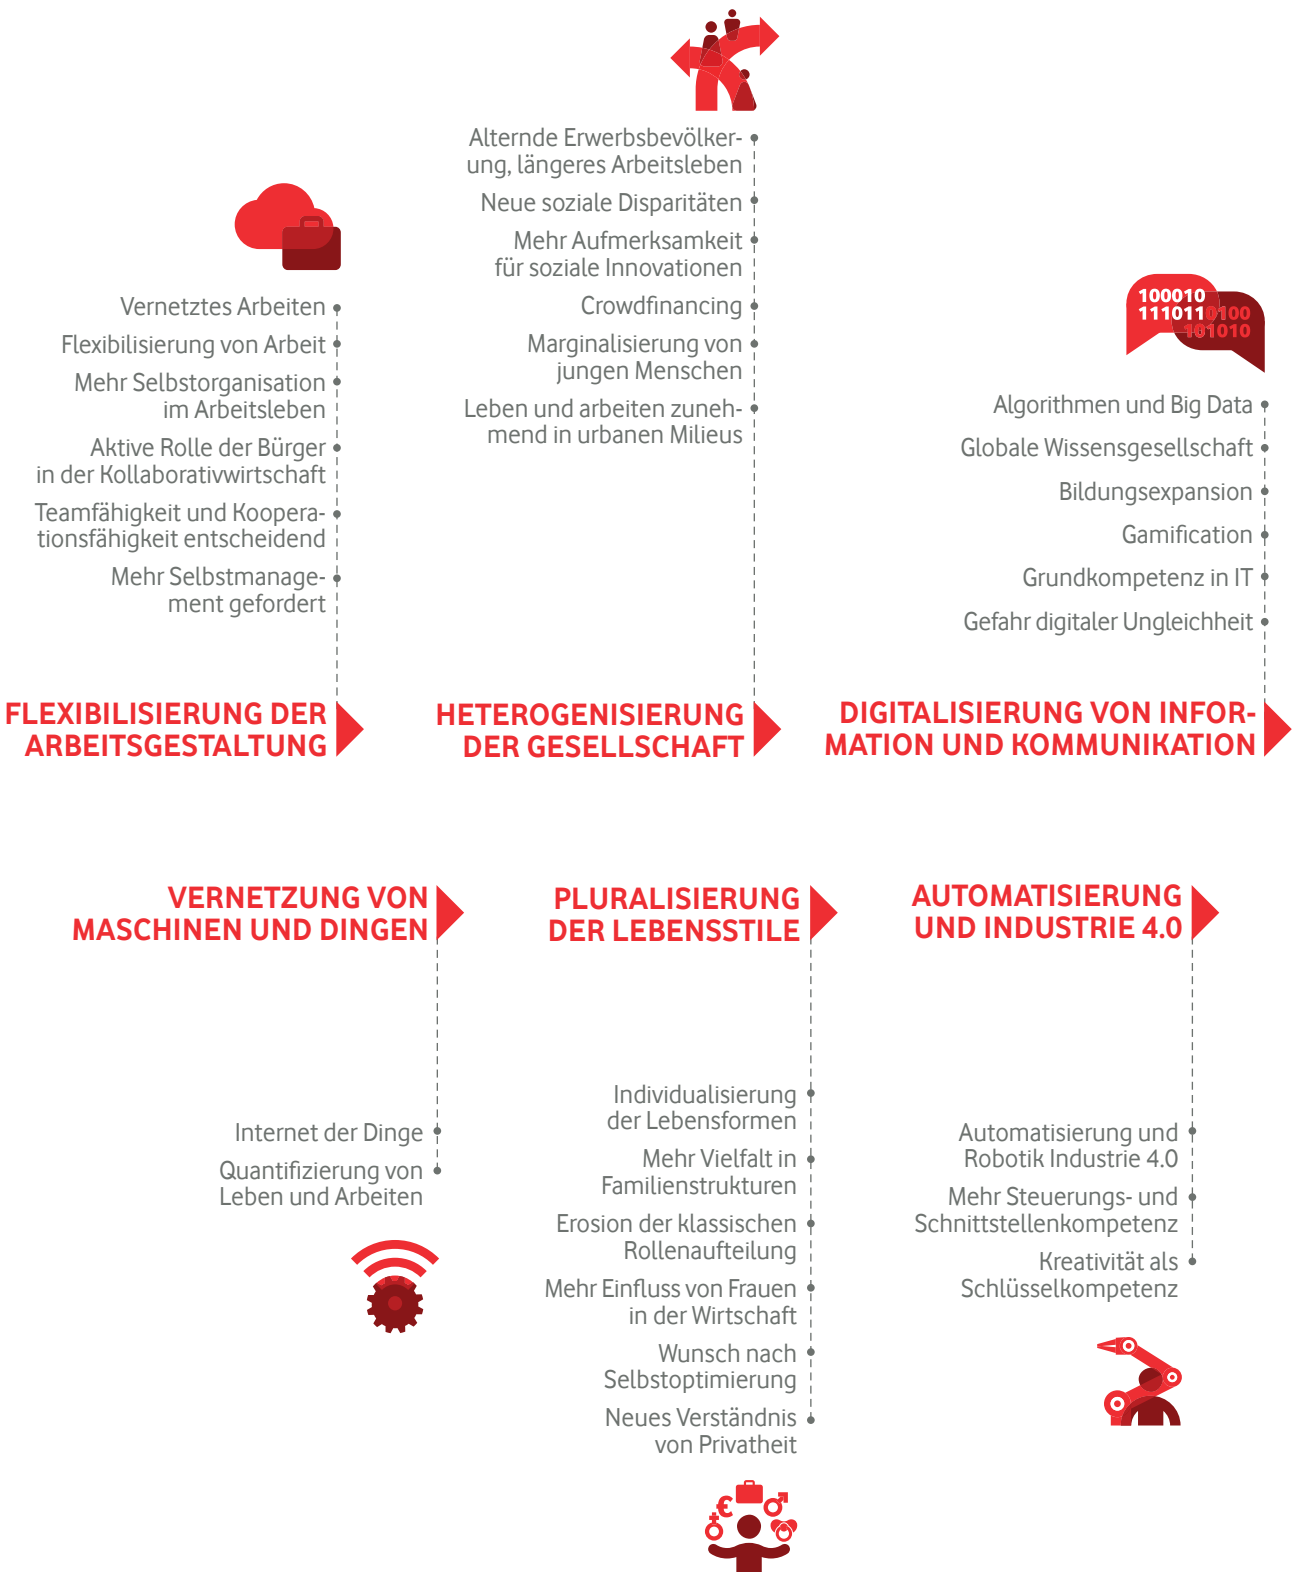 Vernetztes Arbeiten
Flexibilisierung von Arbeit
Mehr Selbstorganisation
im Arbeitsleben
Aktive Rolle der Bürger
in der Kollaborativwirtschaft
Teamfähigkeit und Koopera-
tionsfähigkeit entscheidend
Mehr Selbstmanage-
ment gefordert
FLEXIBILISIERUNG DER
ARBEITSGESTALTUNG
Alternde Erwerbsbevölker-
ung, längeres Arbeitsleben
Neue soziale Disparitäten
Mehr Aufmerksamkeit
für soziale Innovationen
Crowdfinancing
Marginalisierung von
jungen Menschen
Leben und arbeiten zuneh-
mend in urbanen Milieus
HETEROGENISIERUNG
DER GESELLSCHAFT
100010
1110110100
101010
Algorithmen und Big Data
Globale Wissensgesellschaft
Bildungsexpansion
Gamification
Grundkompetenz in IT
Gefahr digitaler Ungleichheit
DIGITALISIERUNG VON INFOR-
MATION UND KOMMUNIKATION
VERNETZUNG VON
MASCHINEN UND DINGEN
Internet der Dinge
Quantifizierung von
Leben und Arbeiten
PLURALISIERUNG
DER LEBENSSTILE
Individualisierung
der Lebensformen
Mehr Vielfalt in
Familienstrukturen
Erosion der klassischen
Rollenaufteilung
Mehr Einfluss von Frauen
in der Wirtschaft
Wunsch nach
Selbstoptimierung
Neues Verständnis
von Privatheit
€
AUTOMATISIERUNG
UND INDUSTRIE 4.0
Automatisierung und
Robotik Industrie 4.0
Mehr Steuerungs- und
Schnittstellenkompetenz
Kreativität als
Schlüsselkompetenz